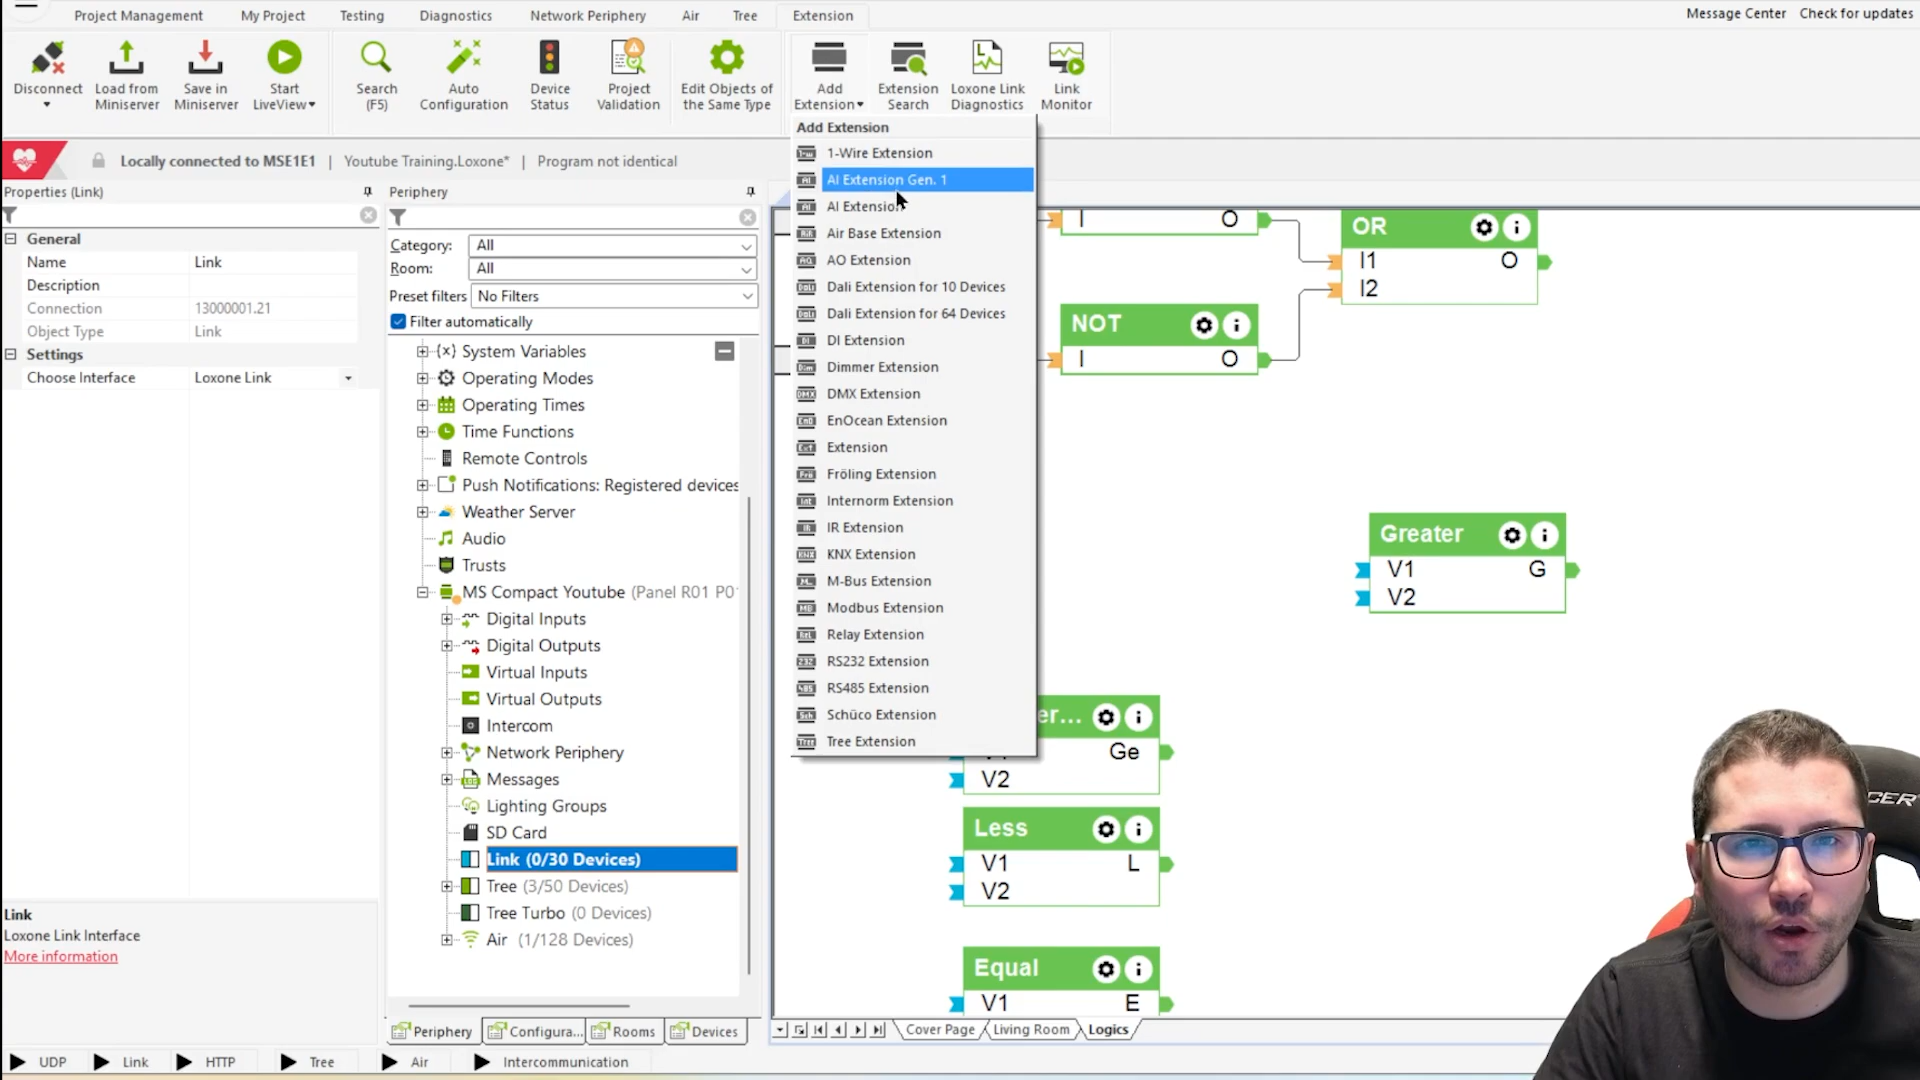 Project Management
My Project
Testing
Diagnostics
Network Periphery
Air
Tree
Extension
Message Center
Check for updates
Disconnect
Load from
Miniserver
Save in
Miniserver
Start
LiveView
Search
(F5)
Auto
Configuration
Device
Status
Project
Validation
Edit Objects of
the Same Type
Add
Extension
Extension
Search
Loxone Link
Diagnostics
Link
Monitor
Locally connected to MSE1E1 | Youtube Training.Loxone* | Program not identical
Properties (Link)
General
Name Link
Description
Connection 13000001.21
Object Type Link
Settings
Choose Interface Loxone Link
Link
Loxone Link Interface
More information
Periphery
Category: All
Room: All
Preset filters No Filters
Filter automatically
{x} System Variables
Operating Modes
Operating Times
Time Functions
Remote Controls
Push Notifications: Registered devices
Weather Server
Audio
Trusts
MS Compact Youtube (Panel R01 P0
Digital Inputs
Digital Outputs
Virtual Inputs
Virtual Outputs
Intercom
Network Periphery
Messages
Lighting Groups
SD Card
Link (0/30 Devices)
Tree (3/50 Devices)
Tree Turbo (0 Devices)
Air (1/128 Devices)
Periphery
Configura...
Rooms
Devices
Add Extension
1-Wire Extension
AI Extension Gen. 1
AI Extension
Air Base Extension
AO Extension
Dali Extension for 10 Devices
Dali Extension for 64 Devices
DI Extension
Dimmer Extension
DMX Extension
EnOcean Extension
Extension
Fröling Extension
Internorm Extension
IR Extension
KNX Extension
M-Bus Extension
Modbus Extension
Relay Extension
RS232 Extension
RS485 Extension
Schüco Extension
Tree Extension
I O
OR
I1 O
I2
NOT
I O
Greater
V1 G
V2
er...
Ge
V2
Less
V1 L
V2
Equal
V1 E
Cover Page
Living Room
Logics
UDP
Link
HTTP
Tree
Air
Intercommunication